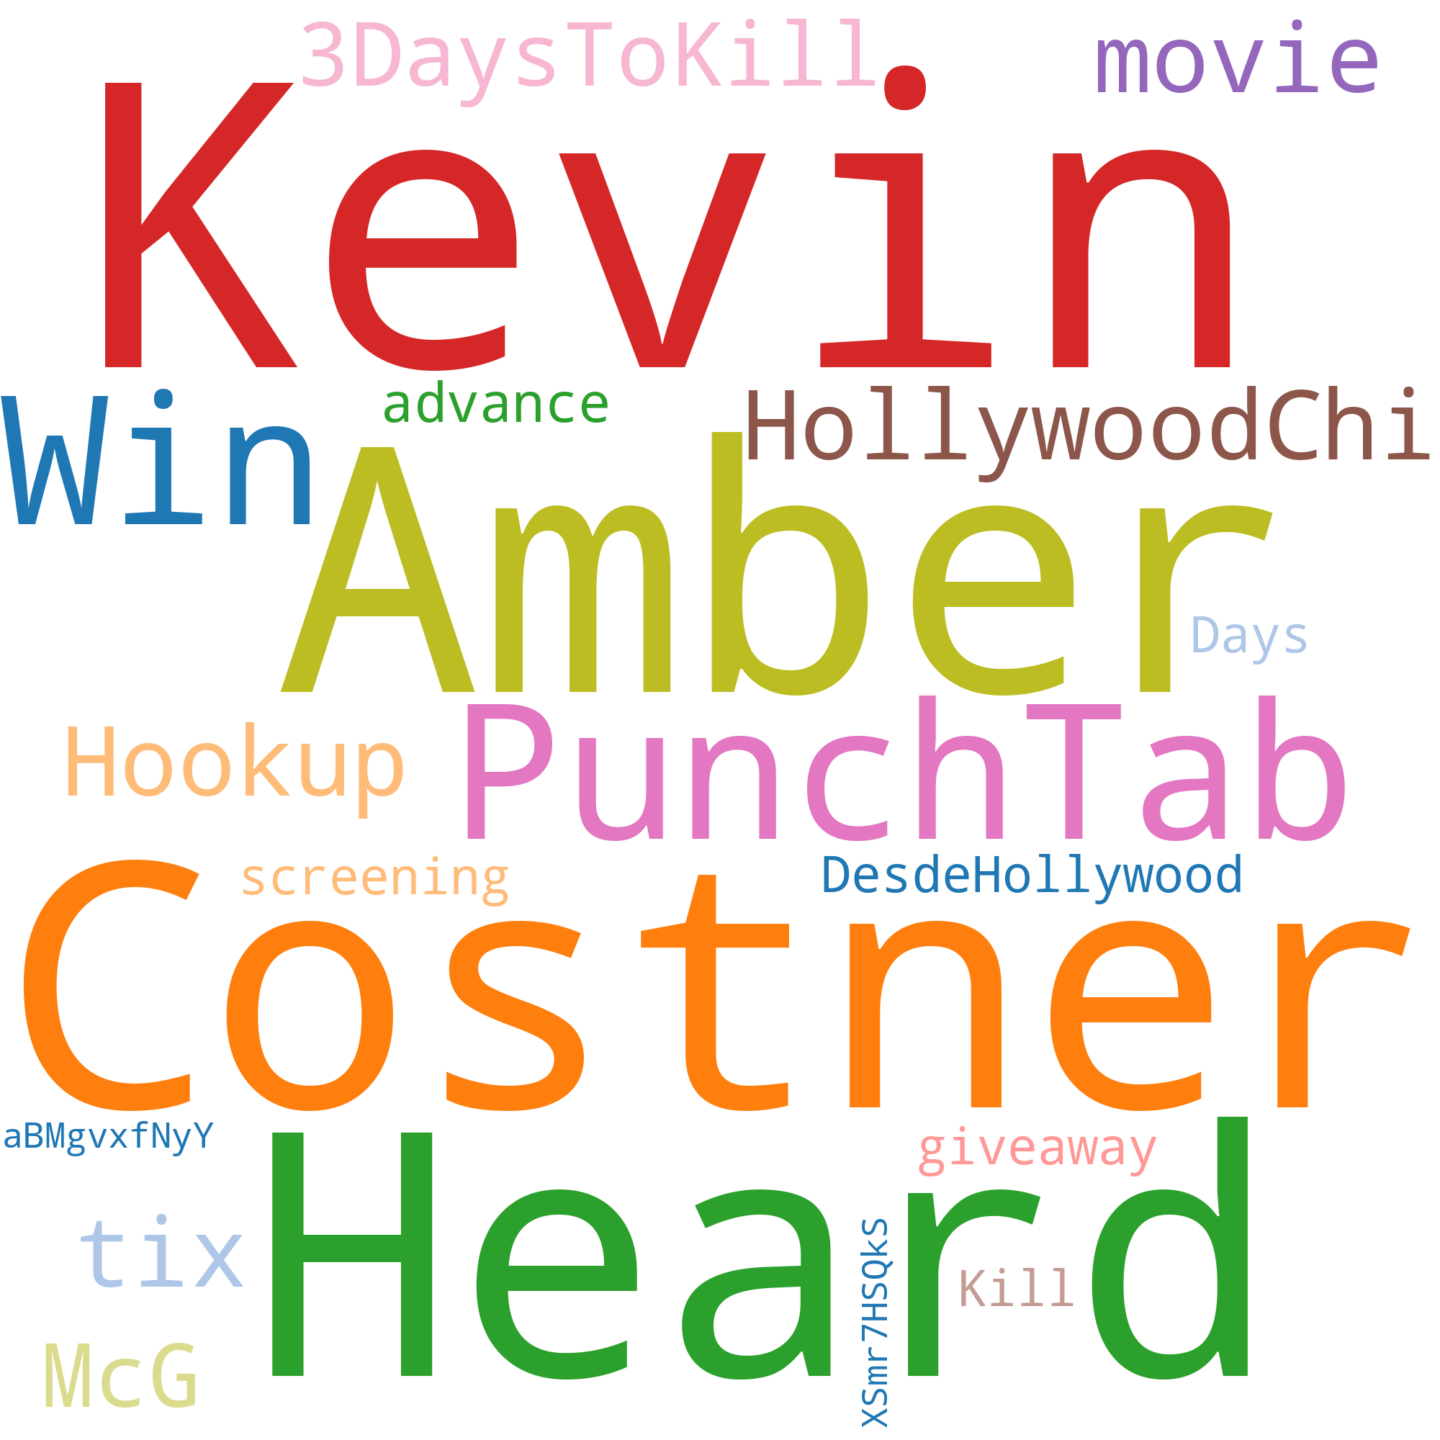 3DaysToKill movie
Kevin
Win advance HollywoodChi
Amber
Days
Hookup PunchTab
screening DesdeHollywood
Costner
aBMgvxfNyY giveaway
Heard
tix XSmr7HSQkS Kill
McG